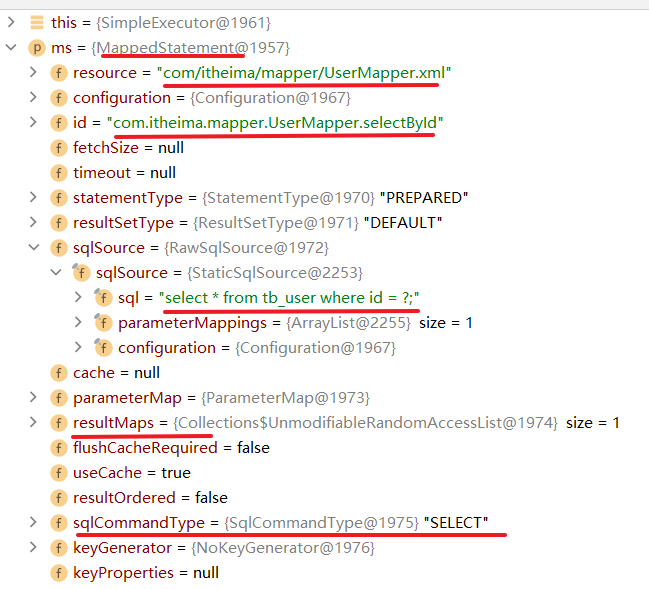 this = {SimpleExecutor@1961}
p ms = {MappedStatement@1957}
f resource = "com/itheima/mapper/UserMapper.xml"
f configuration = {Configuration@1967}
f id = "com.itheima.mapper.UserMapper.selectById"
f fetchSize = null
f timeout = null
f statementType = {StatementType@1970} "PREPARED"
f resultSetType = {ResultSetType@1971} "DEFAULT"
f sqlSource = {RawSqlSource@1972}
f sqlSource = {StaticSqlSource@2253}
f sql = "select * from tb_user where id = ?;"
f parameterMappings = {ArrayList@2255} size = 1
f configuration = {Configuration@1967}
f cache = null
f parameterMap = {ParameterMap@1973}
f resultMaps = {Collections$UnmodifiableRandomAccessList@1974} size = 1
f flushCacheRequired = false
f useCache = true
f resultOrdered = false
f sqlCommandType = {SqlCommandType@1975} "SELECT"
f keyGenerator = {NoKeyGenerator@1976}
f keyProperties = null